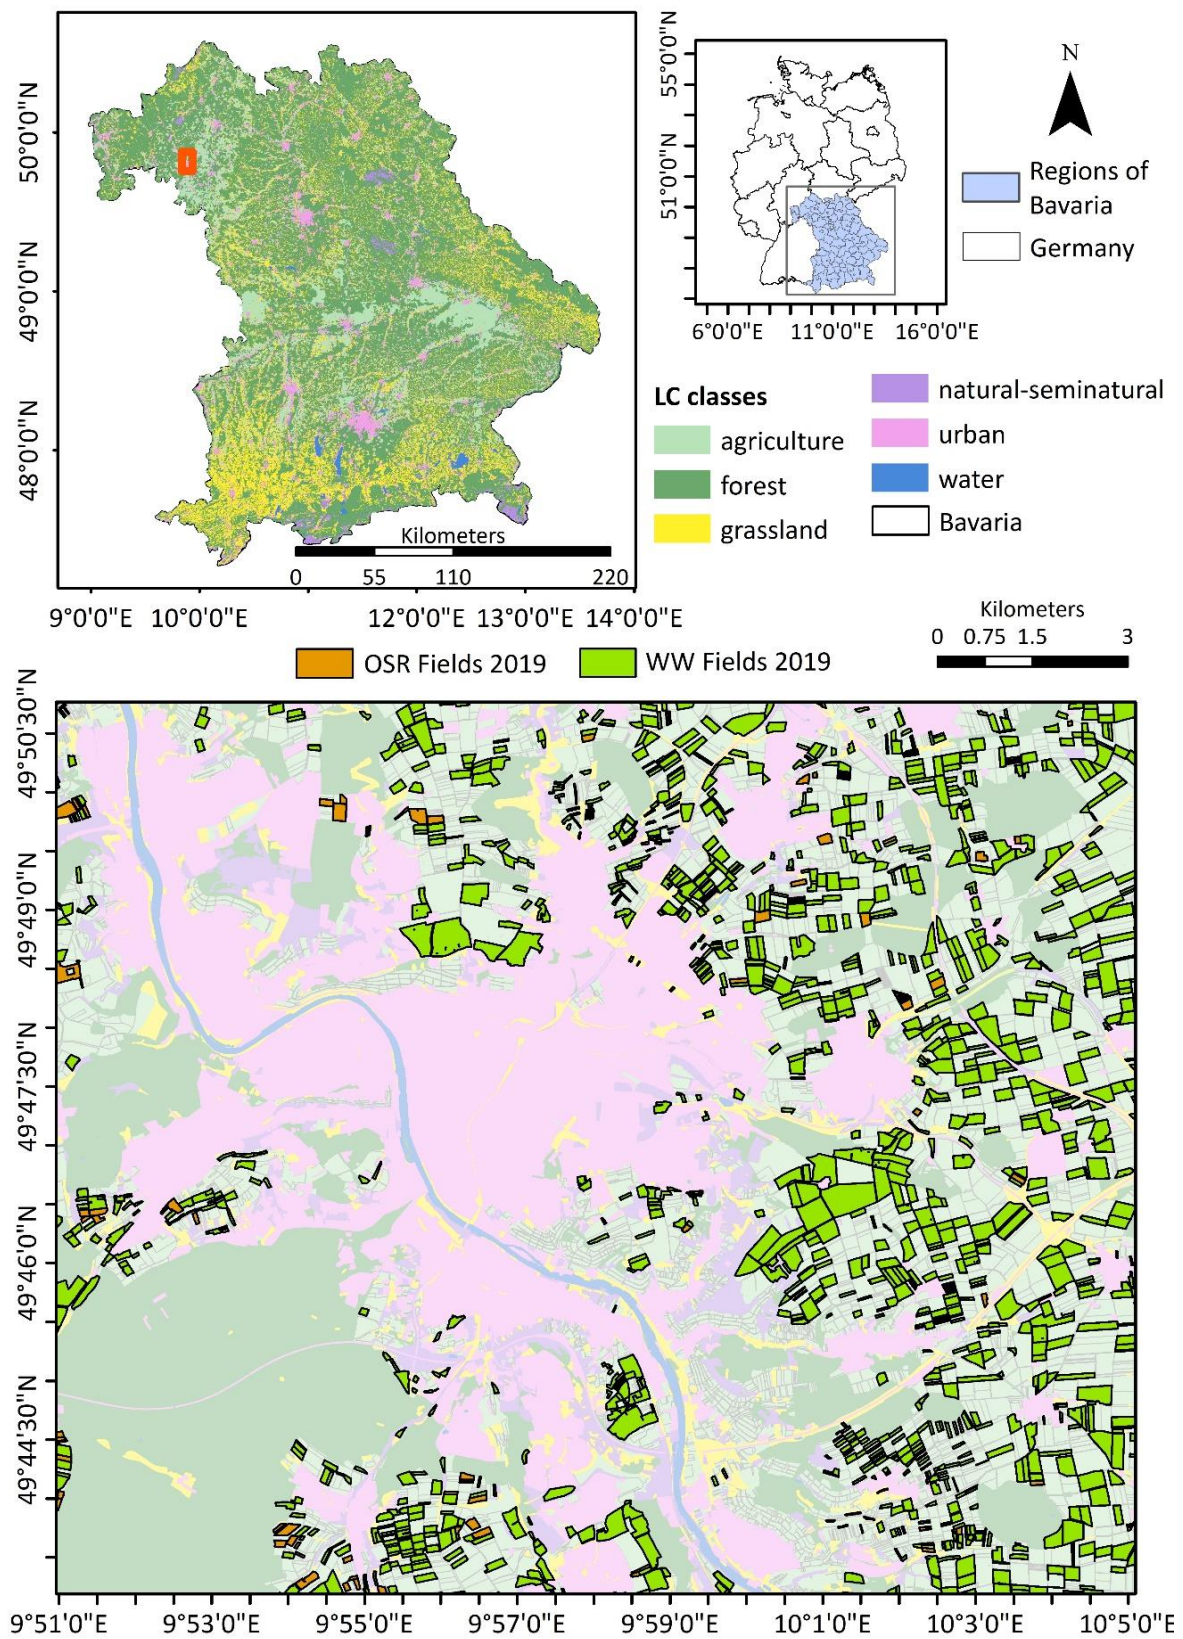 50°0'0"N
49°0'0"N
48°0'0"N
Kilometers
0 55 110 220
9°0'0"E 10°0'0"E 12°0'0"E 13°0'0"E 14°0'0"E
55°0'0"N
51°0'0"N
6°0'0"E 11°0'0"E 16°0'0"E
N
Regions of
Bavaria
Germany
LC classes
agriculture
forest
grassland
natural-seminatural
urban
water
Bavaria
Kilometers
0 0.75 1.5 3
OSR Fields 2019 WW Fields 2019
49°50'30"N
49°49'0"N
49°47'30"N
49°46'0"N
49°44'30"N
9°51'0"E 9°53'0"E 9°55'0"E 9°57'0"E 9°59'0"E 10°1'0"E 10°3'0"E 10°5'0"E